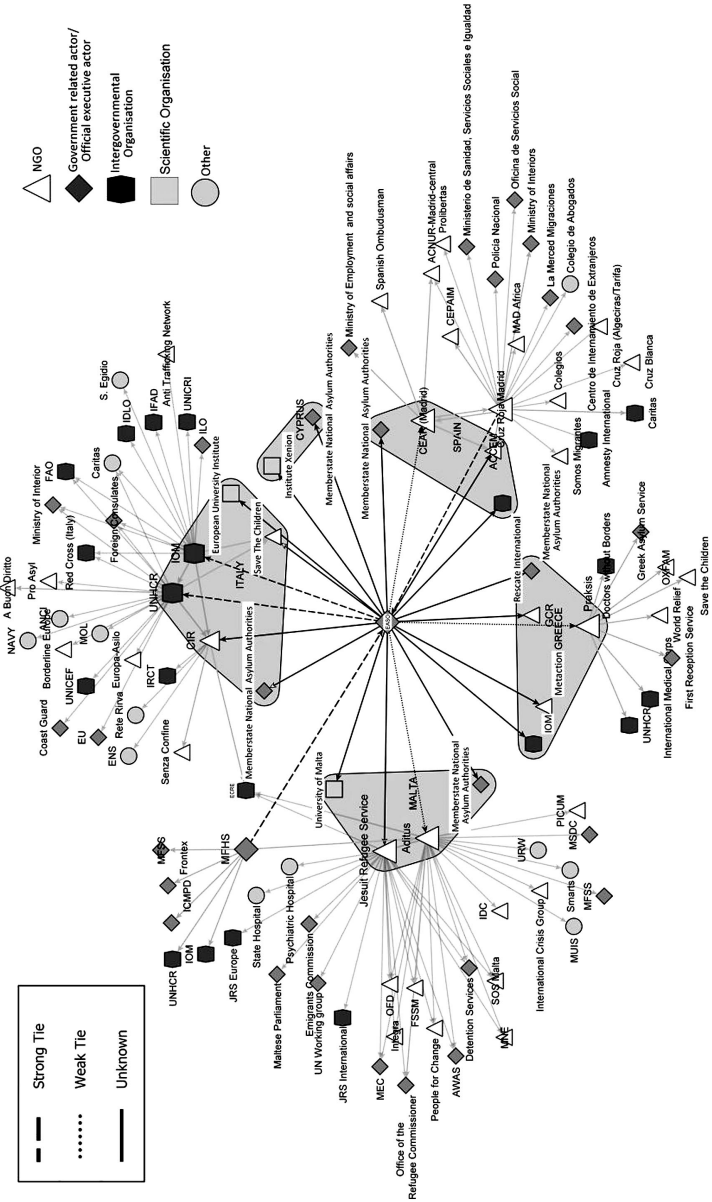 NGO
Government related actor/
Official executive actor
Intergovernmental
Organisation
Scientific Organisation
Other
Strong Tie
Weak Tie
Unknown
S. Egidio
IDLO
IFAD
Anti Trafficking Network
UNICRI
ILO
Ministry of Interior
FAO
Caritas
Foreign Consulates
Red Cross (Italy)
IOM
European University Institute
Save The Children
ITALY
UNHCR
A Buon Diritto
Pro Asyl
ANCI
NAVY
Borderline Europe
MOL
Europa-Asilo
UNICEF
Coast Guard
EU
ENS
Rete Rirva
IRCT
CIR
Senza Confine
Memberstate National Asylum Authorities
ECRE
CYPRUS
Institute Xenion
Memberstate National Asylum Authorities
Ministry of Employment and social affairs
Memberstate National Asylum Authorities
Spanish Ombudusman
ACNUR-Madrid-central
Prolibertas
Ministerio de Sanidad, Servicios Sociales e Igualdad
Oficina de Servicios Social
Policia Nacional
Ministry of Interiors
CEPAIM
La Merced Migraciones
Colegio de Abogados
MAD Africa
Centro de Internamiento de Extranjeros
Cruz Roja (Algeciras/Tarifa)
Cruz Blanca
Colegios
Caritas
CEAR (Madrid)
SPAIN
Cruz Roja Madrid
ACCEM
Somos Migrantes
Amnesty International
EASO
Rescate International
Memberstate National
Asylum Authorities
GCR
GREECE
Metaction
IOM
Praksis
Doctors without Borders
Greek Asylum Service
OXFAM
Save the Children
World Relief
First Reception Service
International Medical Corps
UNHCR
University of Malta
MALTA
Memberstate National
Asylum Authorities
Jesuit Refugee Service
Aditus
MFHS
MFSS
Frontex
ICMPD
UNHCR
IOM
JRS Europe
State Hospital
Psychiatric Hospital
Maltese Parliament
Emigrants Commission
UN Working group
JRS International
OFD
Integra
MEC
FSSM
Office of the
Refugee Commissioner
People for Change
AWAS
Detention Services
SOS Malta
MNE
IDC
International Crisis Group
URW
MUIS
Smarts
MFSS
MSDC
PICUM